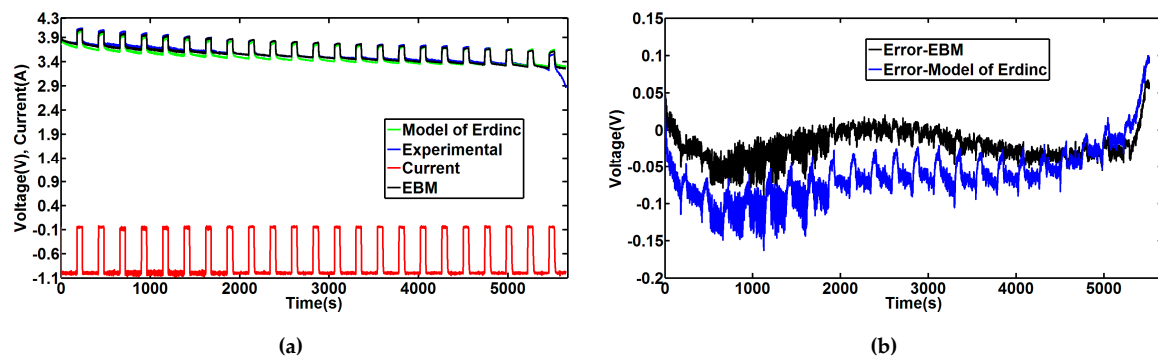 4.3
3.9
3.4
2.9
2.4
1.9
1.4
0.9
0.4
-0.1
-0.6
-1.1
Voltage(V), Current(A)
Model of Erdinc
Experimental
Current
EBM
0 1000 2000 3000 4000 5000
Time(s)
(a)
0.15
0.1
0.05
0
-0.05
-0.1
-0.15
-0.2
Voltage(V)
Error-EBM
Error-Model of Erdinc
0 1000 2000 3000 4000 5000
Time(s)
(b)